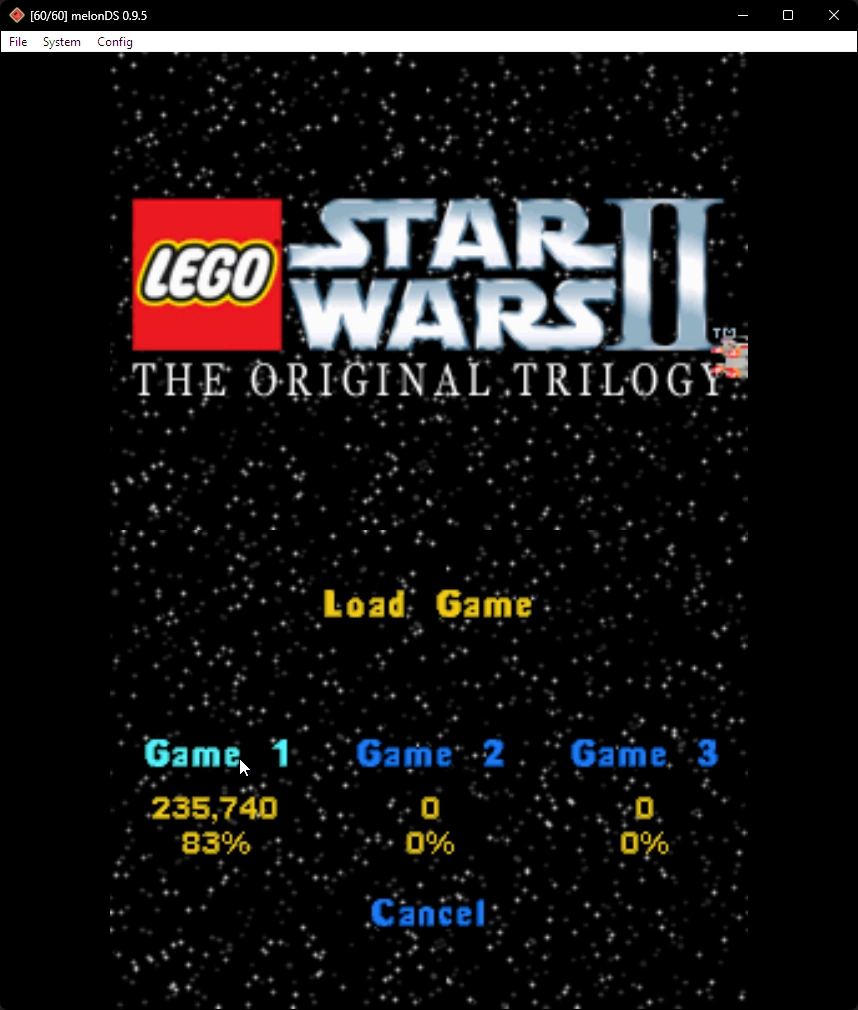 [60/60] melonDS 0.9.5
File System Config
LEGO STAR WARS II TM
THE ORIGINAL TRILOGY
Load Game
Game 1 Game 2 Game 3
235,740 0 0
83% 0% 0%
Cancel